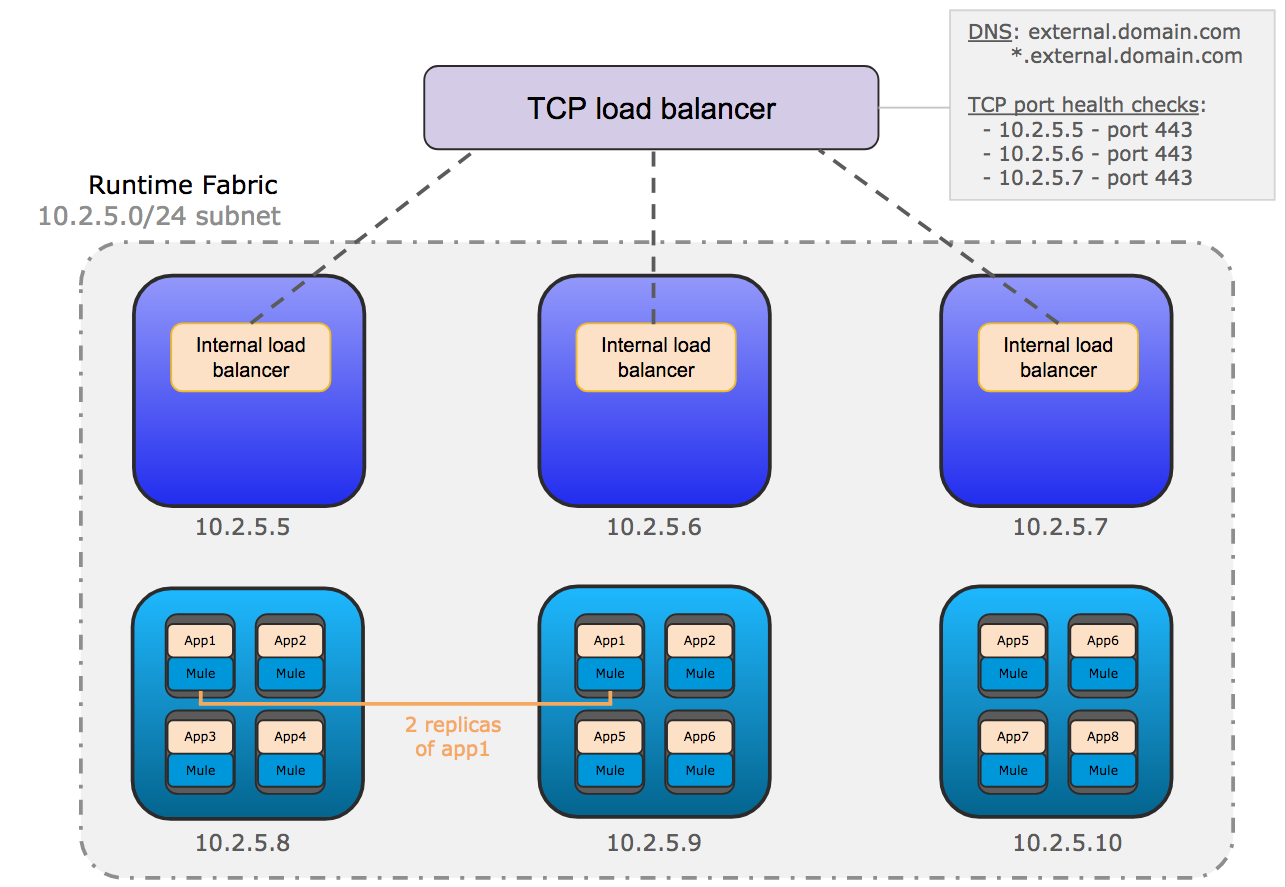 DNS: external.domain.com
*.external.domain.com
TCP port health checks:
- 10.2.5.5 - port 443
- 10.2.5.6 - port 443
- 10.2.5.7 - port 443
TCP load balancer
Runtime Fabric
10.2.5.0/24 subnet
Internal load
balancer
Internal load
balancer
Internal load
balancer
10.2.5.5
10.2.5.6
10.2.5.7
App1
Mule
App2
Mule
App3
Mule
App4
Mule
2 replicas
of app1
App1
Mule
App2
Mule
App5
Mule
App6
Mule
App5
Mule
App6
Mule
App7
Mule
App8
Mule
10.2.5.8
10.2.5.9
10.2.5.10